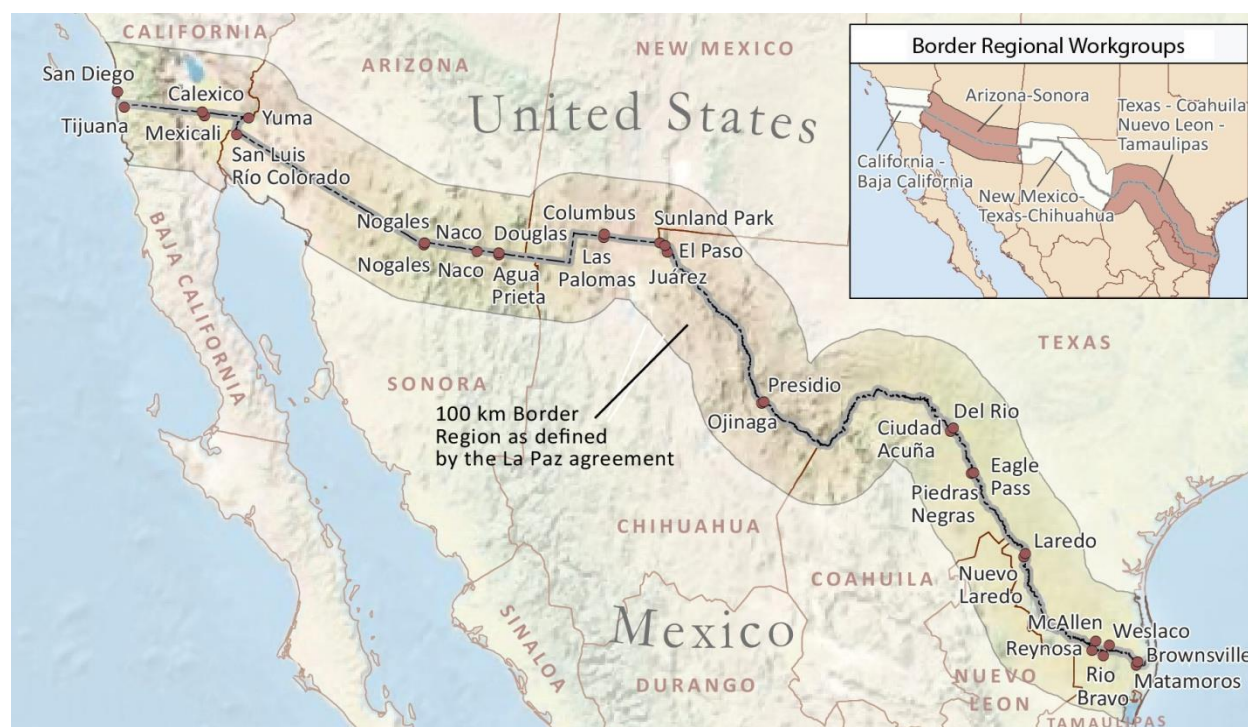 CALIFORNIA
ARIZONA
NEW MEXICO
United States
San Diego
Tijuana
Calexico
Mexicali
Yuma
San Luis
Río Colorado
BAJA CALIFORNIA
Nogales
Nogales
Naco
Naco
Douglas
Agua
Prieta
Columbus
Las
Palomas
Sunland Park
El Paso
Juárez
SONORA
100 km Border
Region as defined
by the La Paz agreement
Presidio
Ojinaga
TEXAS
Del Rio
Ciudad
Acuña
Eagle
Pass
Piedras
Negras
CHIHUAHUA
COAHUILA
Laredo
Nuevo
Laredo
Mexico
SINALOA
DURANGO
McAllen
Reynosa
Weslaco
Rio
Bravo
Brownsville
Matamoros
NUEVO
LEON
TAMAULIPAS
Border Regional Workgroups
Arizona-Sonora
Texas - Coahuila
Nuevo Leon -
Tamaulipas
California -
Baja California
New Mexico-
Texas-Chihuahua